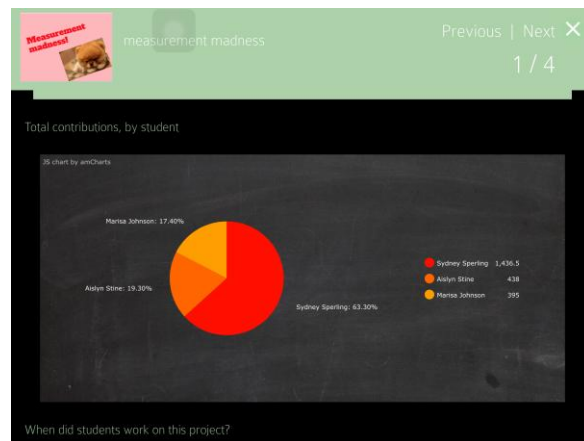 Measurement
madness!
measurement madness
Previous | Next ×
1 / 4
Total contributions, by student
JS chart by amCharts
Marisa Johnson: 17.40%
Aislyn Stine: 19.30%
Sydney Sperling: 63.30%
Sydney Sperling 1,436.5
Aislyn Stine 438
Marisa Johnson 395
When did students work on this project?